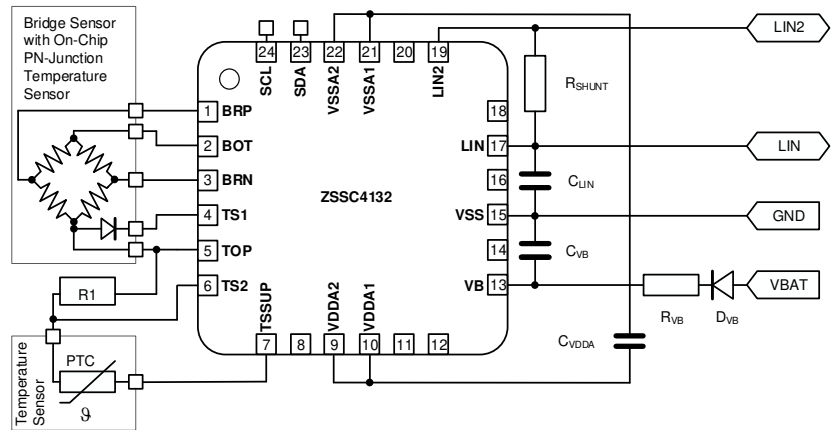 Bridge Sensor
with On-Chip
PN-Junction
Temperature
Sensor
24 23 22 21 20 19
SCL SDA VSSA2 VSSA1 LIN2
LIN2
RSHUNT
1 BRP
18
2 BOT
LIN 17
LIN
3 BRN
16
CLIN
ZSSC4132
4 TS1
VSS 15
GND
5 TOP
14
CVB
6 TS2
VB 13
VBAT
R1
RVB DVB
TSSUP VDDA2 VDDA1
7 8 9 10 11 12
CVDDA
Temperature
Sensor
PTC
ϑ